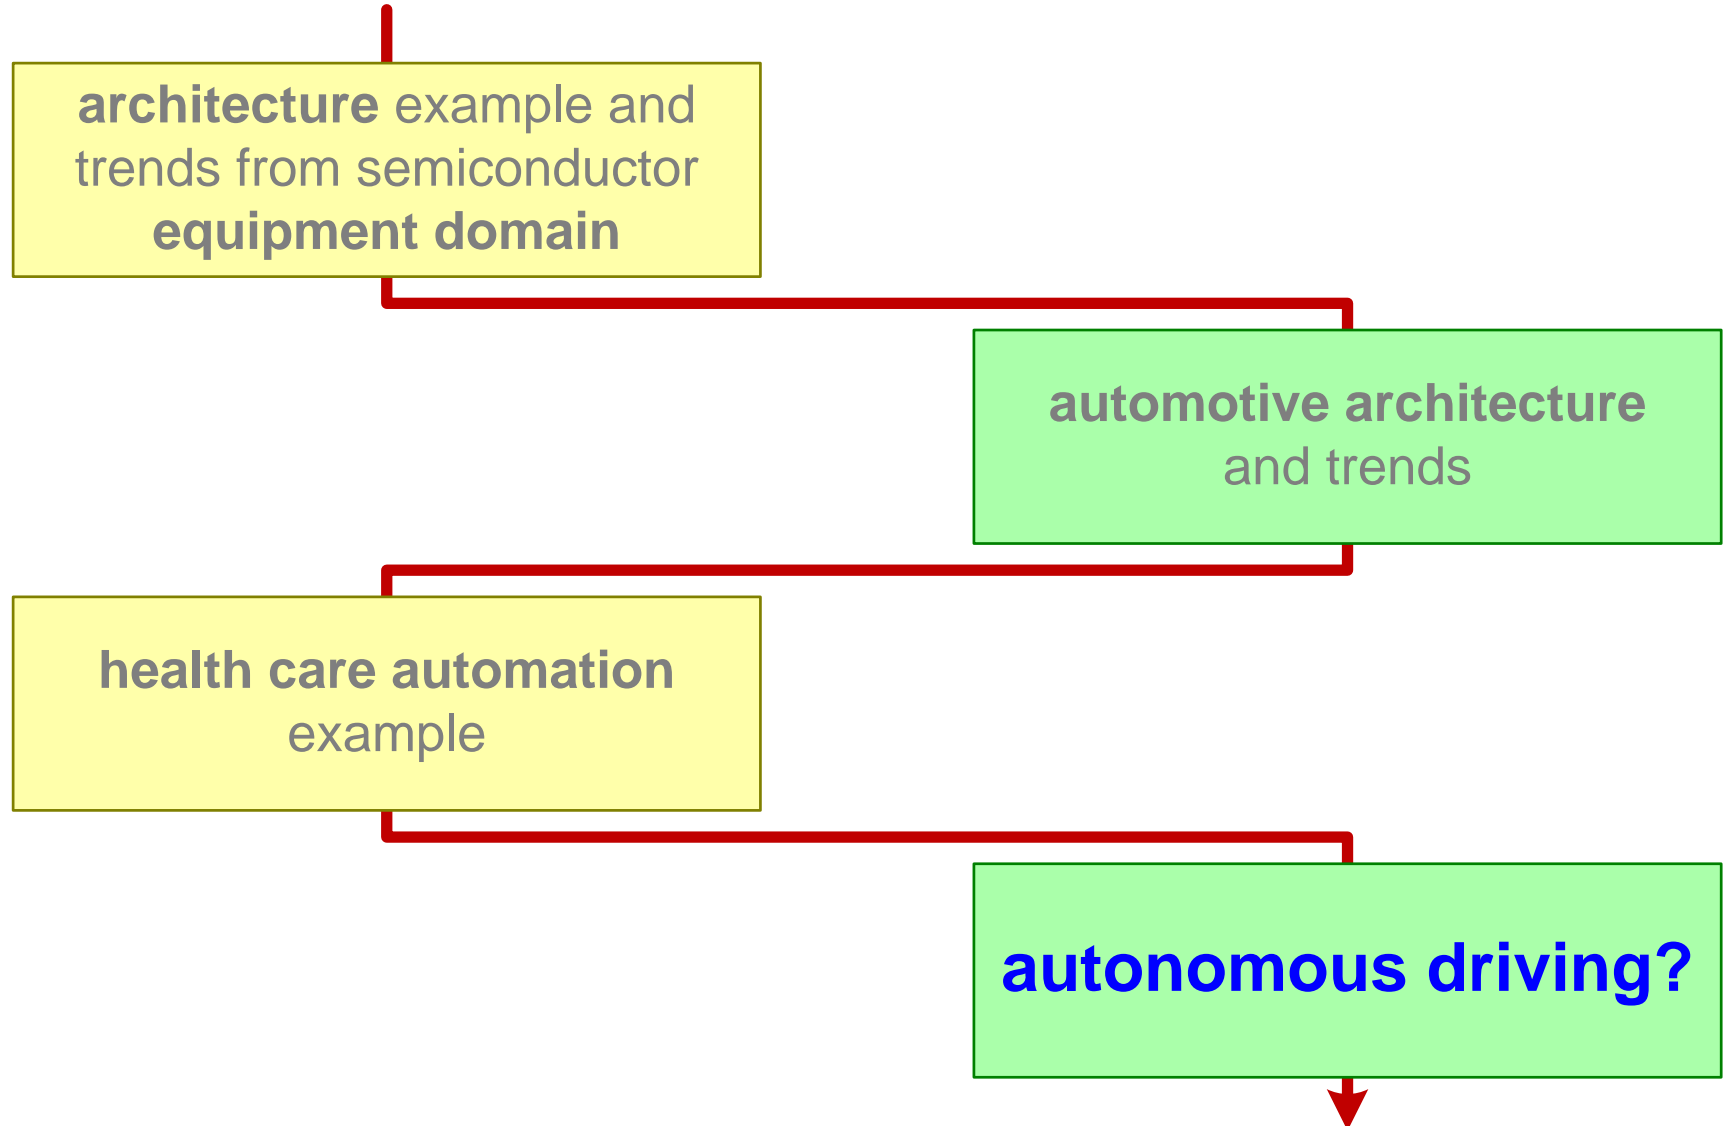 architecture example and
trends from semiconductor
equipment domain
automotive architecture
and trends
health care automation
example
autonomous driving?